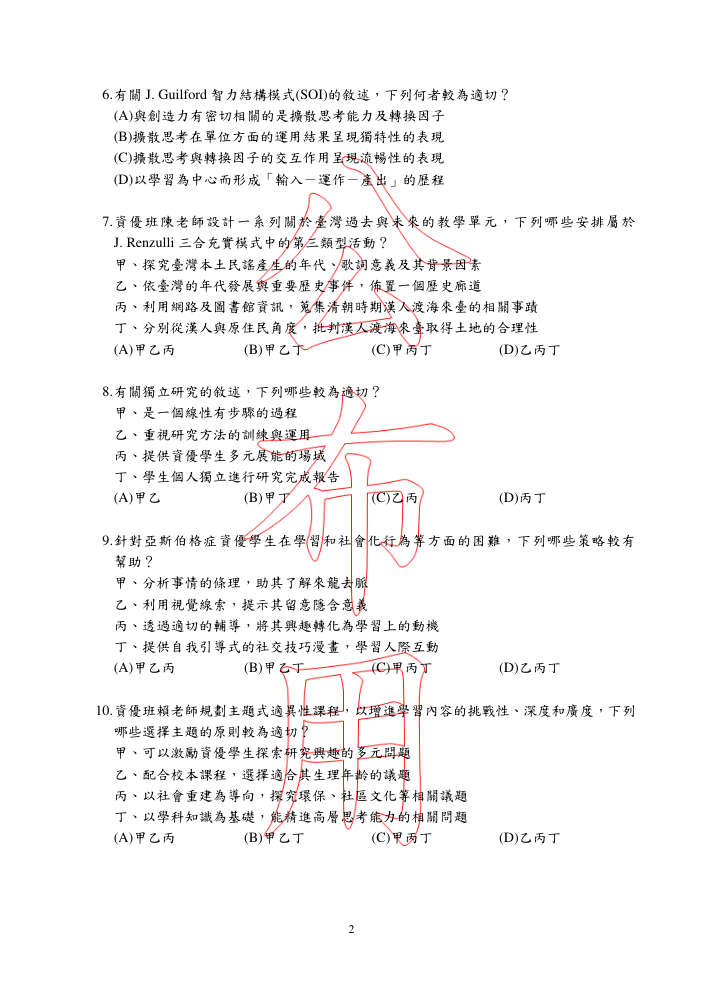 6.有關 J. Guilford 智力結構模式(SOI)的敘述，下列何者較為適切？
(A)與創造力有密切相關的是擴散思考能力及轉換因子
(B)擴散思考在單位方面的運用結果呈現獨特性的表現
(C)擴散思考與轉換因子的交互作用呈現流暢性的表現
(D)以學習為中心而形成「輸入－運作－產出」的歷程
7.資優班陳老師設計一系列關於臺灣過去與未來的教學單元，下列哪些安排屬於
J. Renzulli 三合充實模式中的第三類型活動？
甲、探究臺灣本土民謠產生的年代、歌詞意義及其背景因素
乙、依臺灣的年代發展與重要歷史事件，佈置一個歷史廊道
丙、利用網路及圖書館資訊，蒐集清朝時期漢人渡海來臺的相關事蹟
丁、分別從漢人與原住民角度，批判漢人渡海來臺取得土地的合理性
(A)甲乙丙 (B)甲乙丁 (C)甲丙丁 (D)乙丙丁
8.有關獨立研究的敘述，下列哪些較為適切？
甲、是一個線性有步驟的過程
乙、重視研究方法的訓練與運用
丙、提供資優學生多元展能的場域
丁、學生個人獨立進行研究完成報告
(A)甲乙 (B)甲丁 (C)乙丙 (D)丙丁
9.針對亞斯伯格症資優學生在學習和社會化行為等方面的困難，下列哪些策略較有
幫助？
甲、分析事情的條理，助其了解來龍去脈
乙、利用視覺線索，提示其留意隱含意義
丙、透過適切的輔導，將其興趣轉化為學習上的動機
丁、提供自我引導式的社交技巧漫畫，學習人際互動
(A)甲乙丙 (B)甲乙丁 (C)甲丙丁 (D)乙丙丁
10.資優班賴老師規劃主題式適異性課程，以增進學習內容的挑戰性、深度和廣度，下列
哪些選擇主題的原則較為適切？
甲、可以激勵資優學生探索研究興趣的多元問題
乙、配合校本課程，選擇適合其生理年齡的議題
丙、以社會重建為導向，探究環保、社區文化等相關議題
丁、以學科知識為基礎，能精進高層思考能力的相關問題
(A)甲乙丙 (B)甲乙丁 (C)甲丙丁 (D)乙丙丁
公
布
用
2